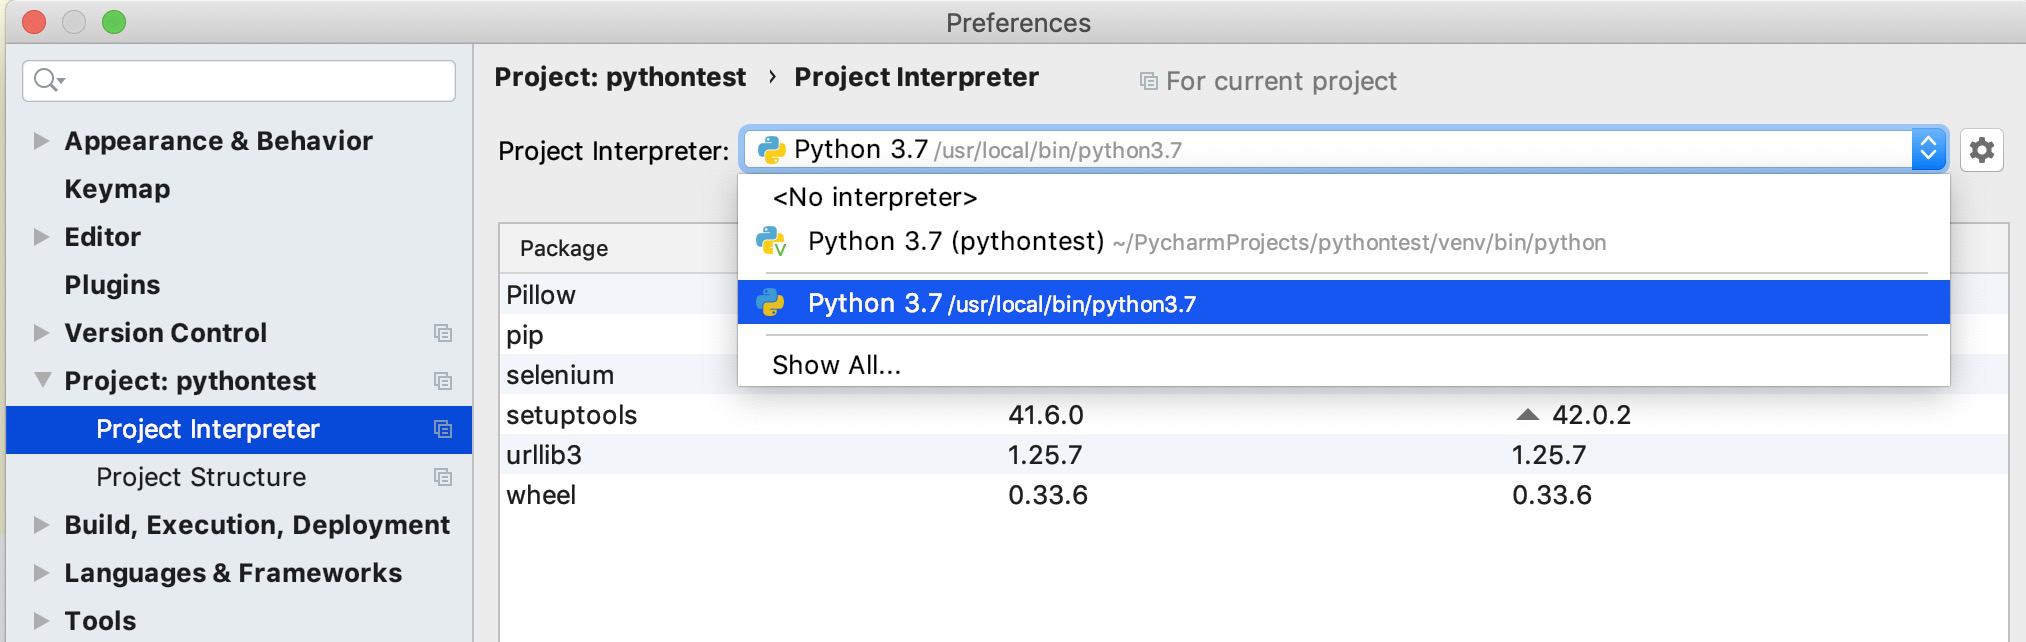 Preferences
Project: pythontest › Project Interpreter
For current project
Appearance & Behavior
Keymap
Editor
Plugins
Version Control
Project: pythontest
Project Interpreter
Project Structure
Build, Execution, Deployment
Languages & Frameworks
Tools
Project Interpreter: Python 3.7 /usr/local/bin/python3.7
<No interpreter>
Python 3.7 (pythontest) ~/PycharmProjects/pythontest/venv/bin/python
Python 3.7 /usr/local/bin/python3.7
Show All...
Package
Pillow
pip
selenium
setuptools 41.6.0 42.0.2
urllib3 1.25.7 1.25.7
wheel 0.33.6 0.33.6